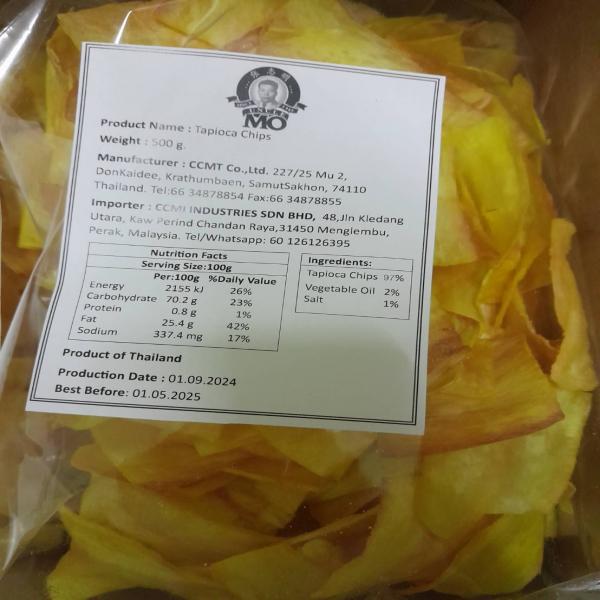 張志明
UNCLE
MO
Product Name : Tapioca Chips
Weight : 500 g.
Manufacturer : CCMT Co.,Ltd. 227/25 Mu 2,
DonKaidee, Krathumbaen, SamutSakhon, 74110
Thailand. Tel:66 34878854 Fax:66 34878855
Importer : CCMI INDUSTRIES SDN BHD, 48,Jln Kledang
Utara, Kaw Perind Chandan Raya,31450 Menglembu,
Perak, Malaysia. Tel/Whatsapp: 60 126126395
Nutrition Facts
Serving Size:100g
Per:100g %Daily Value
Energy 2155 kJ 26%
Carbohydrate 70.2 g 23%
Protein 0.8 g 1%
Fat 25.4 g 42%
Sodium 337.4 mg 17%
Ingredients:
Tapioca Chips 97%
Vegetable Oil 2%
Salt 1%
Product of Thailand
Production Date : 01.09.2024
Best Before: 01.05.2025